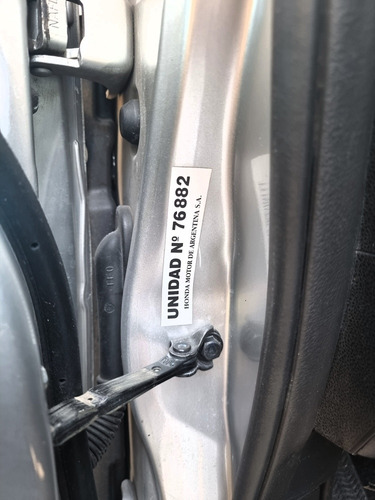 UNIDAD Nº 76882
HONDA MOTOR DE ARGENTINA S.A.